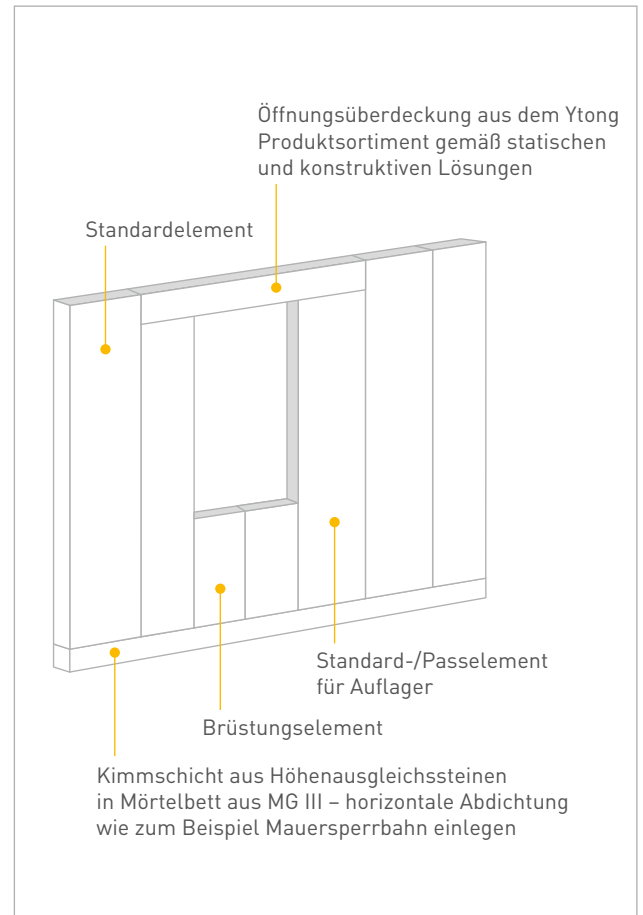 Öffnungsüberdeckung aus dem Ytong
Produktsortiment gemäß statischen
und konstruktiven Lösungen
Standardelement
Standard-/Passelement
für Auflager
Brüstungselement
Kimmschicht aus Höhenausgleichssteinen
in Mörtelbett aus MG III – horizontale Abdichtung
wie zum Beispiel Mauersperrbahn einlegen